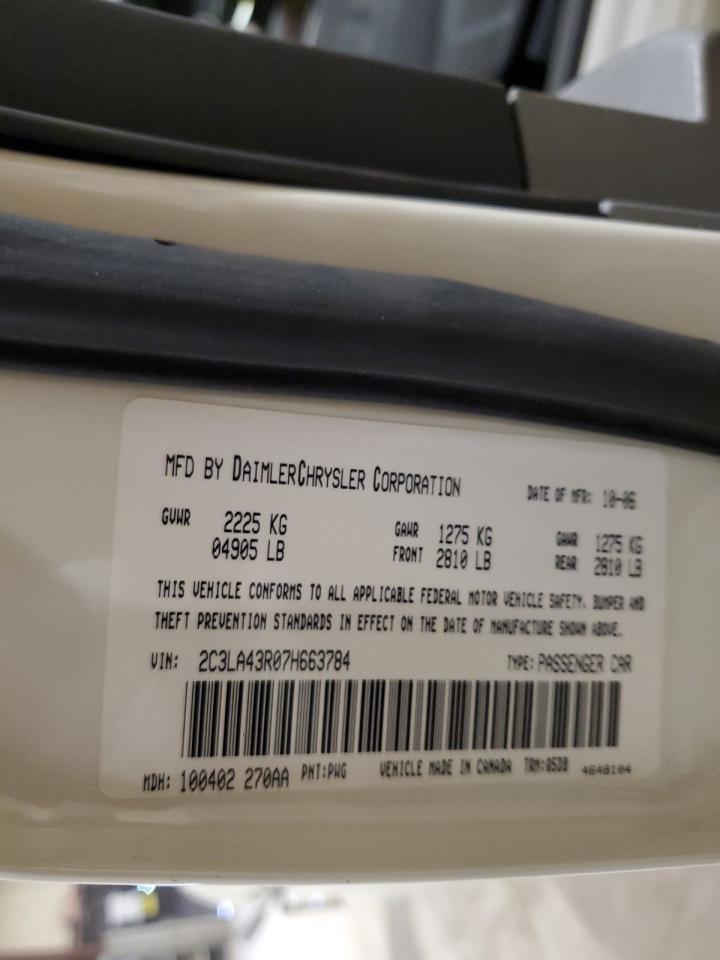 MFD BY DAIMLERCHRYSLER CORPORATION DATE OF MFR: 10-06
GVWR 2225 KG GAWR 1275 KG GAWR 1275 KG
04905 LB FRONT 2810 LB REAR 2810 LB
THIS VEHICLE CONFORMS TO ALL APPLICABLE FEDERAL MOTOR VEHICLE SAFETY, BUMPER AND
THEFT PREVENTION STANDARDS IN EFFECT ON THE DATE OF MANUFACTURE SHOWN ABOVE.
VIN: 2C3LA43R07H663784 TYPE: PASSENGER CAR
MDH: 100402 270AA PNT:PWG VEHICLE MADE IN CANADA TRM:05D8 4648104